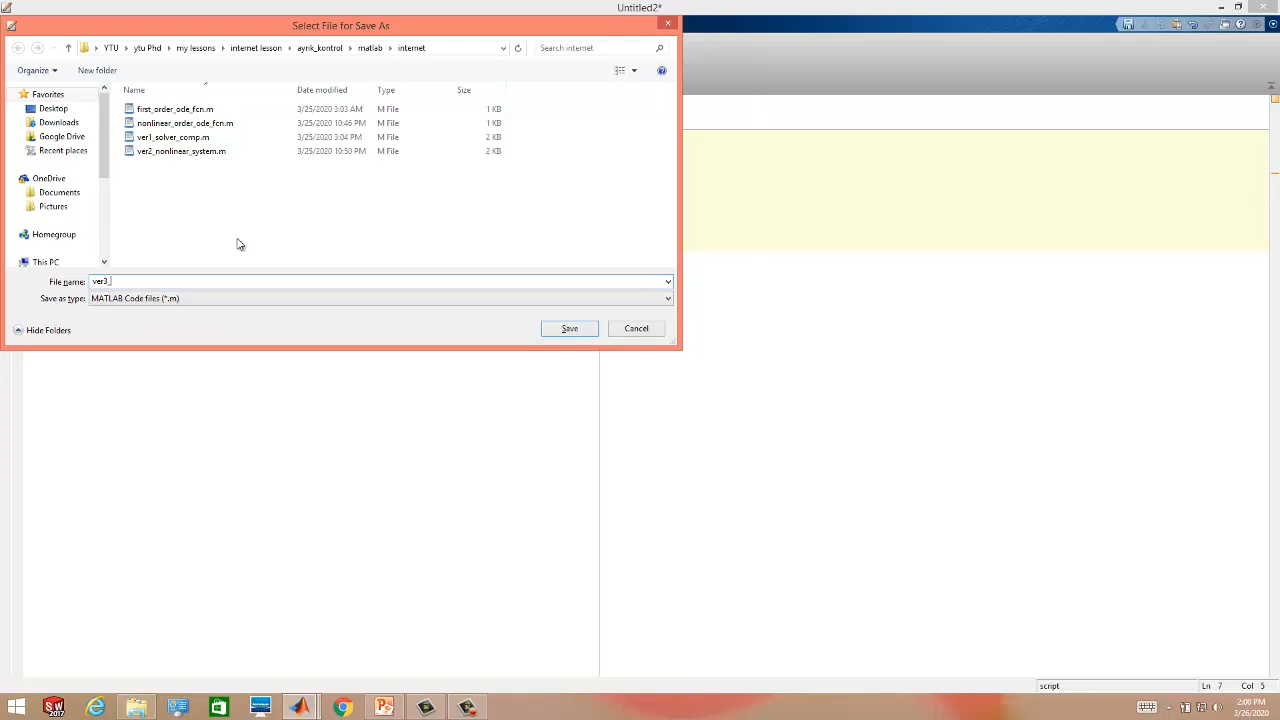 Untitled2*
Select File for Save As
YTU ytu Phd my lessons internet lesson ayrik_kontrol matlab internet Search internet
Organize New folder
Name Date modified Type Size
Favorites
Desktop
Downloads
Google Drive
Recent places
OneDrive
Documents
Pictures
Homegroup
This PC
first_order_ode_fcn.m 3/25/2020 3:03 AM M File 1 KB
nonlinear_order_ode_fcn.m 3/25/2020 10:46 PM M File 1 KB
ver1_solver_comp.m 3/25/2020 3:04 PM M File 2 KB
ver2_nonlinear_system.m 3/25/2020 10:50 PM M File 2 KB
File name: ver3_
Save as type: MATLAB Code files (*.m)
Hide Folders Save Cancel
script Ln 7 Col 5
SW 2017
2:00 PM
3/26/2020